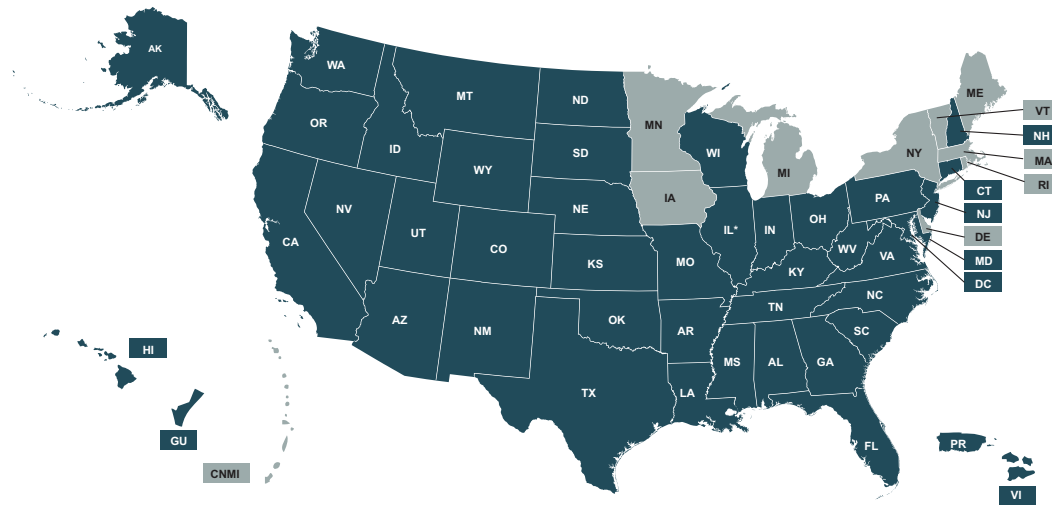 AK
WA
MT
ND
MN
ME
VT
OR
ID
SD
WI
NH
NY
MA
WY
MI
RI
IA
PA
CT
NV
NE
NJ
CA
UT
CO
IL*
IN
OH
DE
WV
MD
KS
MO
KY
VA
DC
AZ
NM
OK
AR
TN
NC
SC
HI
MS
AL
GA
TX
LA
GU
FL
PR
CNMI
VI